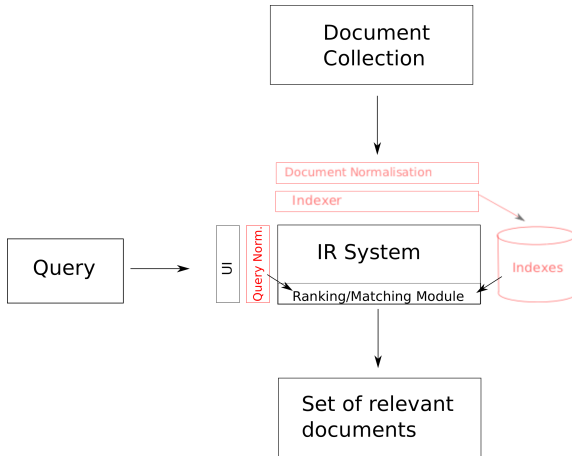 Document
Collection
Document Normalisation
Indexer
Query
UI
Query Norm.
IR System
Ranking/Matching Module
Indexes
Set of relevant
documents